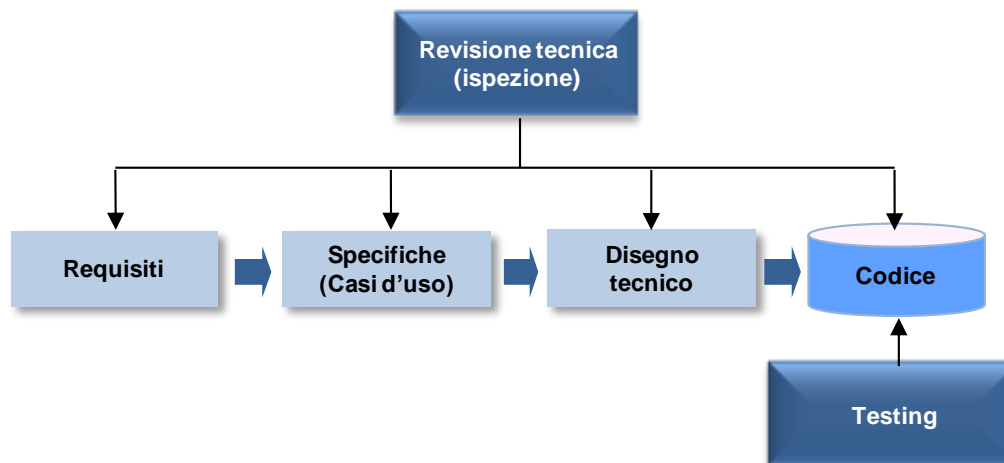 Revisione tecnica
(ispezione)
Requisiti
Specifiche
(Casi d'uso)
Disegno
tecnico
Codice
Testing